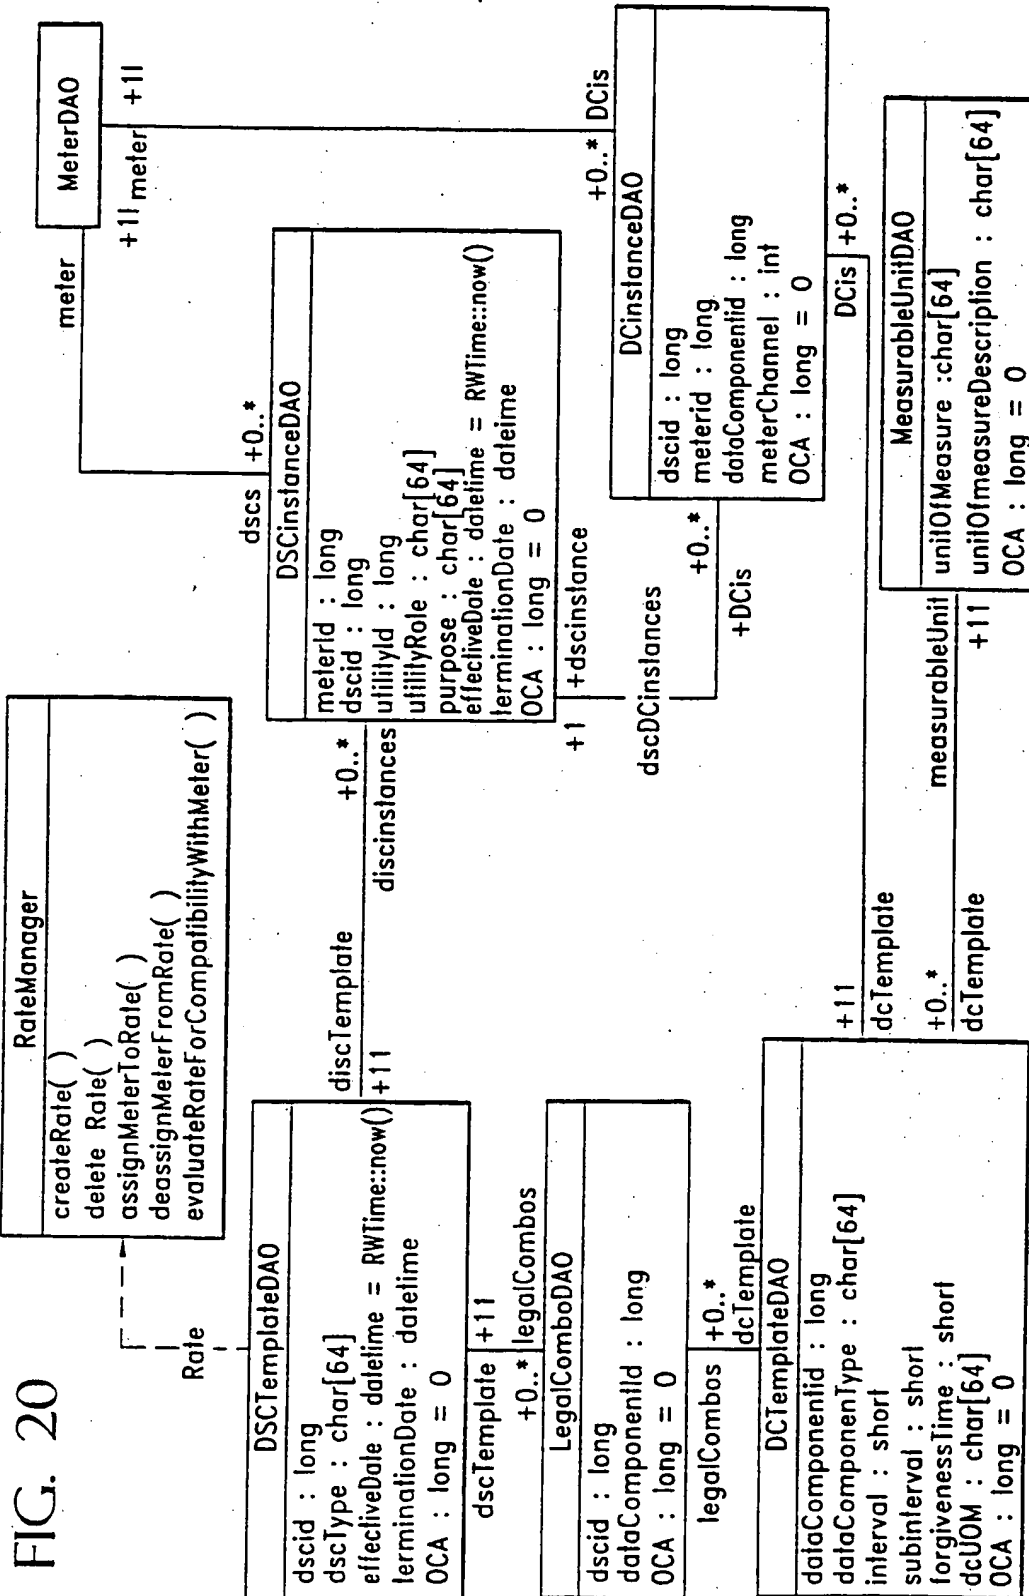 FIG. 20
RateManager
createRate( )
delete Rate( )
assignMeterToRate( )
deassignMeterFromRate( )
evaluateRateForCompatibilityWithMeter( )
Rate
DSCTemplateDAO
dscid : long
dscType : char[64]
effectiveDate : datetime = RWTime::now()
terminationDate : datetime
OCA : long = 0
discTemplate
+11
+0..*
discinstances
dscTemplate
+11
+0..*
legalCombos
LegalComboDAO
dscid : long
dataComponentId : long
OCA : long = 0
legalCombos
+0..*
dcTemplate
DCTemplateDAO
dataComponentid : long
dataComponentType : char[64]
interval : short
subinterval : short
forgivenessTime : short
dcUOM : char[64]
OCA : long = 0
MeterDAO
meter
+11
meter
+11
dscs
+0..*
DSCinstanceDAO
meterId : long
dscid : long
utilityId : long
utilityRole : char[64]
purpose : char[64]
effectiveDate : datetime = RWTime::now()
terminationDate : dateime
OCA : long = 0
+1
+dscinstance
dscDCinstances
+0..*
+DCis
+0..*
DCis
DCinstanceDAO
dscid : long
meterid : long
dataComponentid : long
meterChannel : int
OCA : long = 0
DCis
+0..*
+11
dcTemplate
+0..*
dcTemplate
measurableUnit
+11
MeasurableUnitDAO
unitOfMeasure :char[64]
unitOfmeasureDescription : char[64]
OCA : long = 0